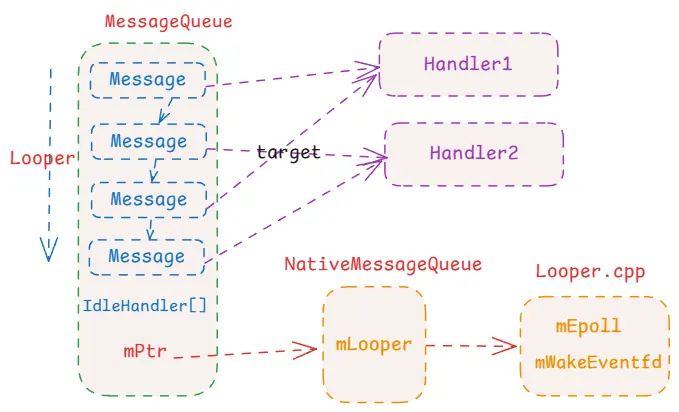 MessageQueue
Message
Handler1
Message
target
Handler2
Looper
Message
Message
IdleHandler[]
mPtr
NativeMessageQueue
mLooper
Looper.cpp
mEpoll
mWakeEventfd